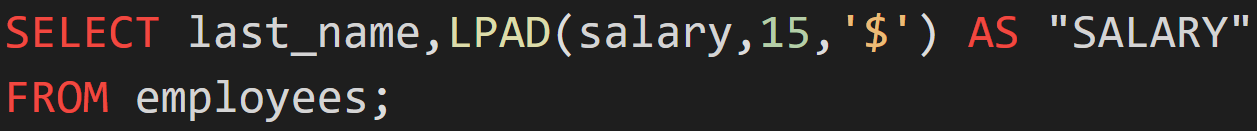 SELECT last_name,LPAD(salary,15,'$') AS "SALARY"
FROM employees;